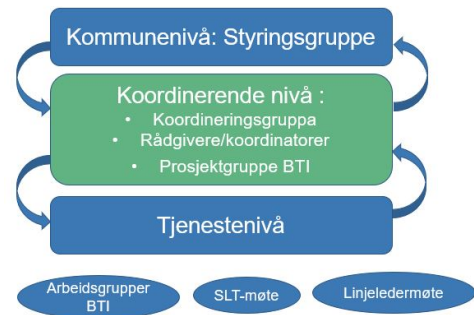 Kommunenivå: Styringsgruppe
Koordinerende nivå :
• Koordineringsgruppa
• Rådgivere/koordinatorer
• Prosjektgruppe BTI
Tjenestenivå
Arbeidsgrupper
BTI
SLT-møte
Linjeledermøte